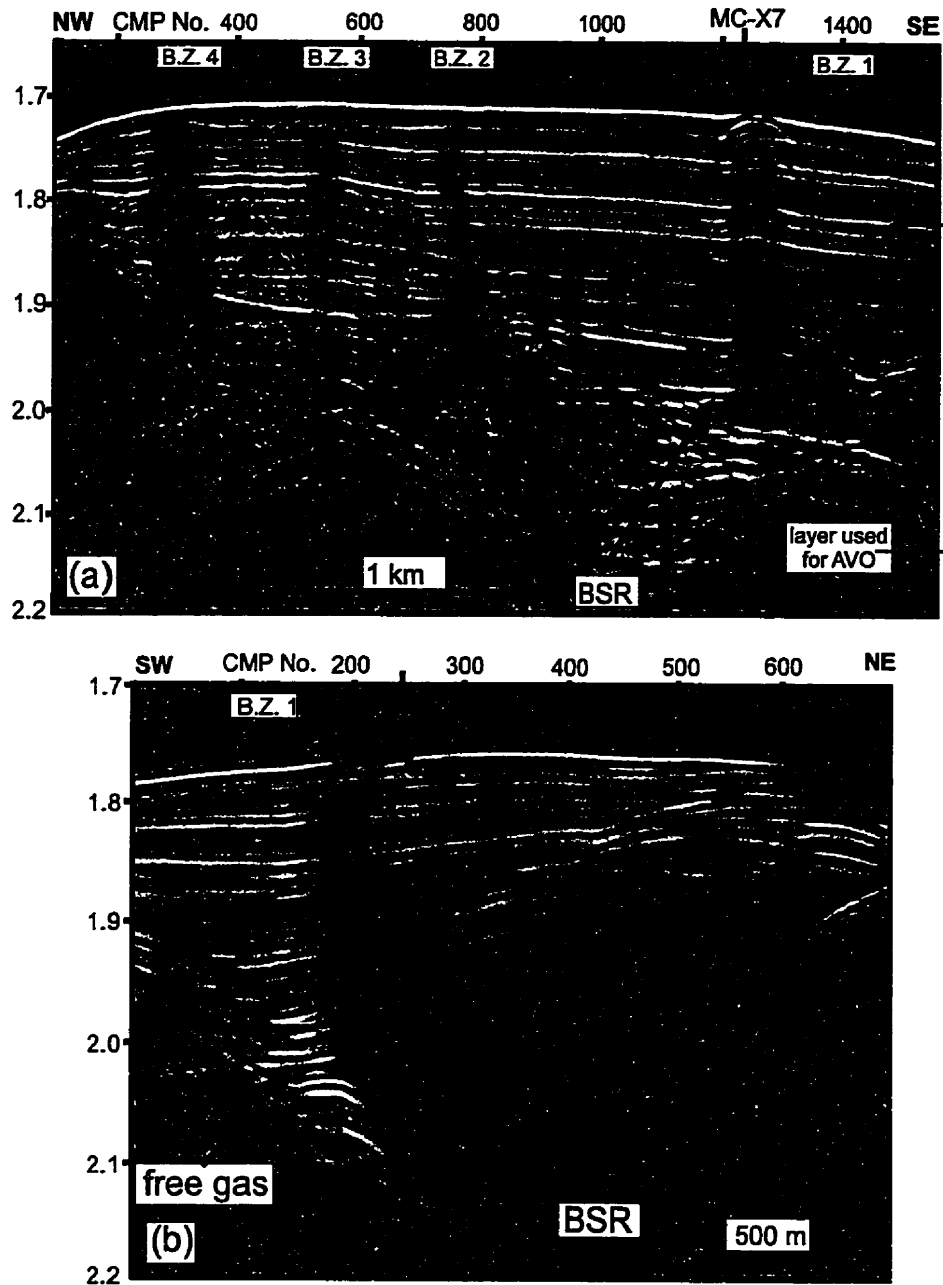 NW CMP No. 400 600 800 1000 MC-X7 1400 SE
B.Z. 4 B.Z. 3 B.Z. 2 B.Z. 1
1.7
1.8
1.9
2.0
2.1
layer used
for AVO
(a) 1 km BSR
2.2
SW CMP No. 200 300 400 500 600 NE
1.7
B.Z. 1
1.8
1.9
2.0
2.1
free gas
(b) BSR 500 m
2.2